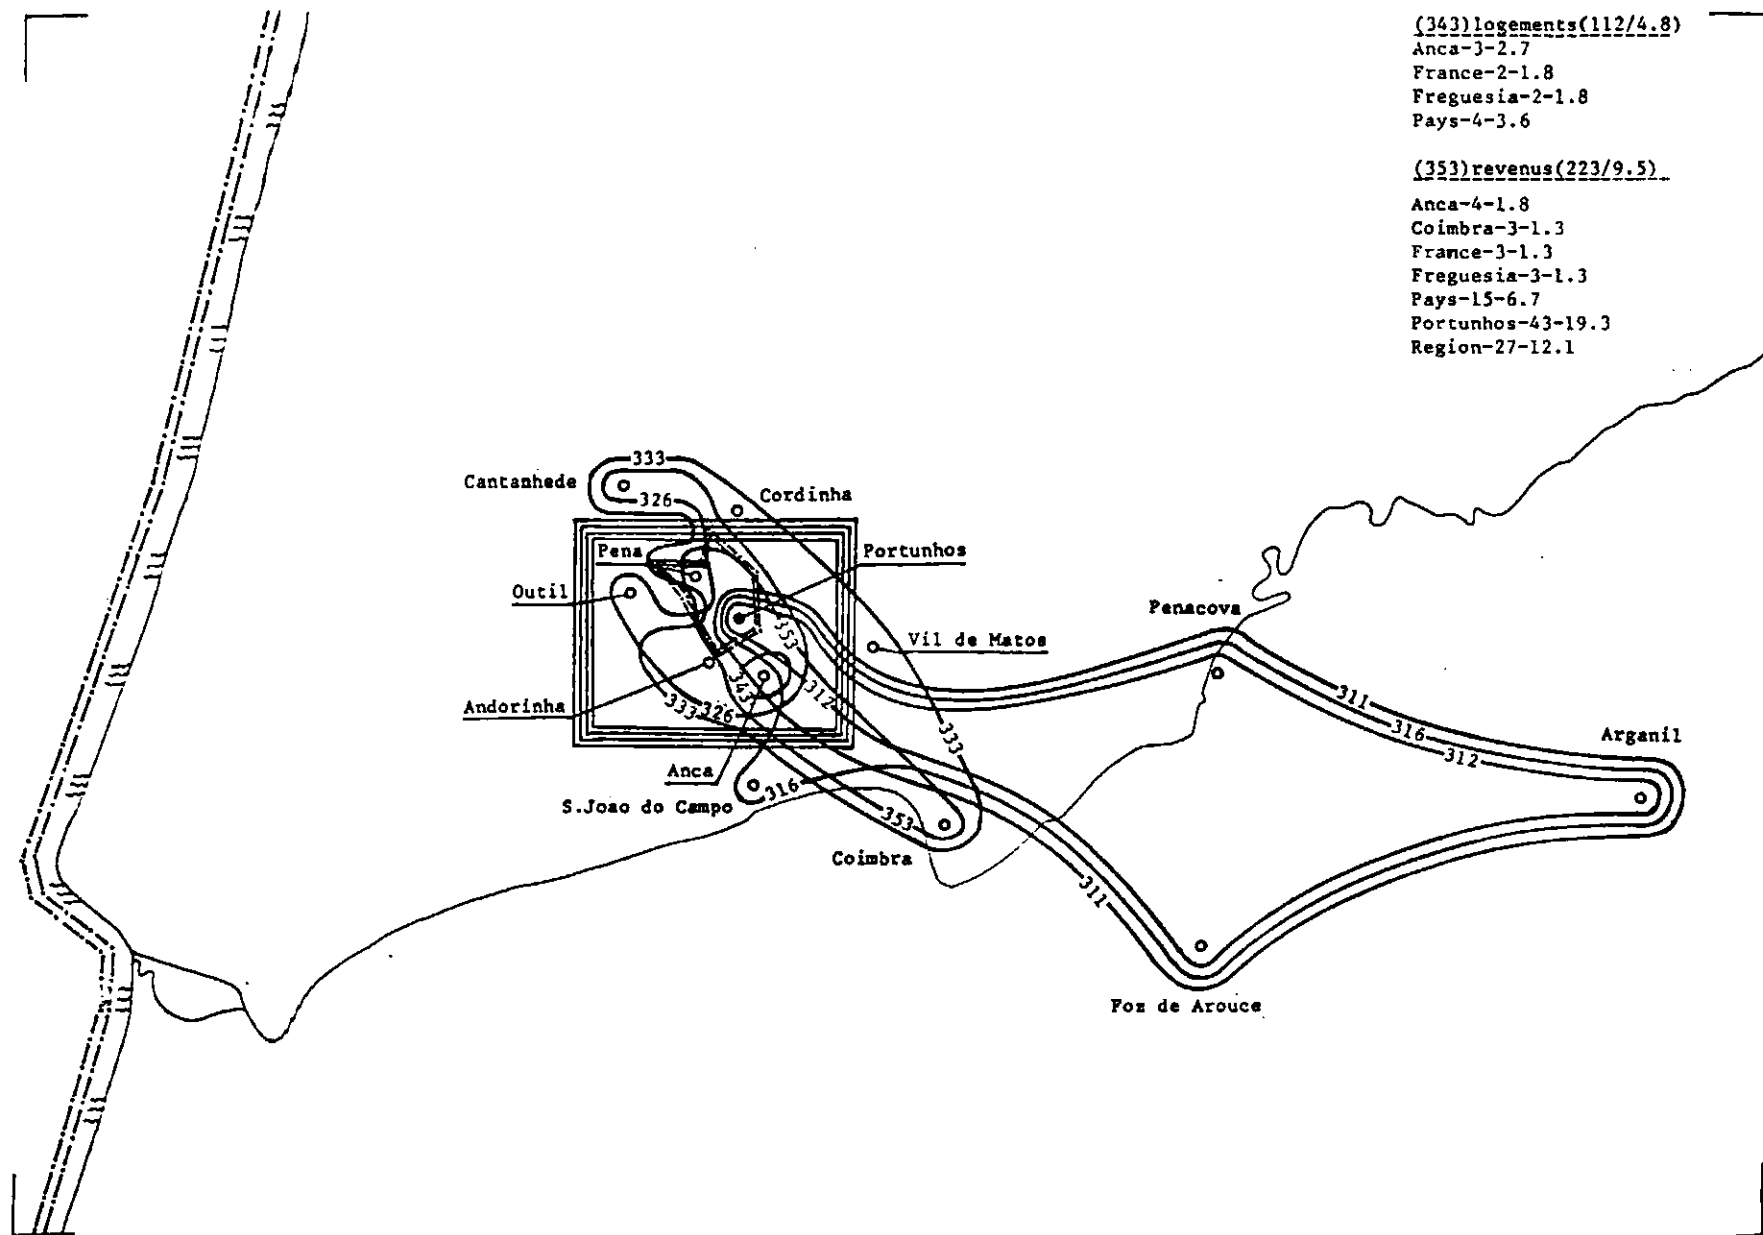 (343)logements(112/4.8)
Anca-3-2.7
France-2-1.8
Freguesia-2-1.8
Pays-4-3.6
(353)revenus(223/9.5)
Anca-4-1.8
Coimbra-3-1.3
France-3-1.3
Freguesia-3-1.3
Pays-15-6.7
Portunhos-43-19.3
Region-27-12.1
333
Cantanhede
326
Cordinha
Pena
Portunhos
Outil
Penacova
353
Vil de Matos
343
312
311
Andorinha
333
326
333
316
Arganil
312
Anca
316
S.Joao do Campo
353
Coimbra
311
Foz de Arouce